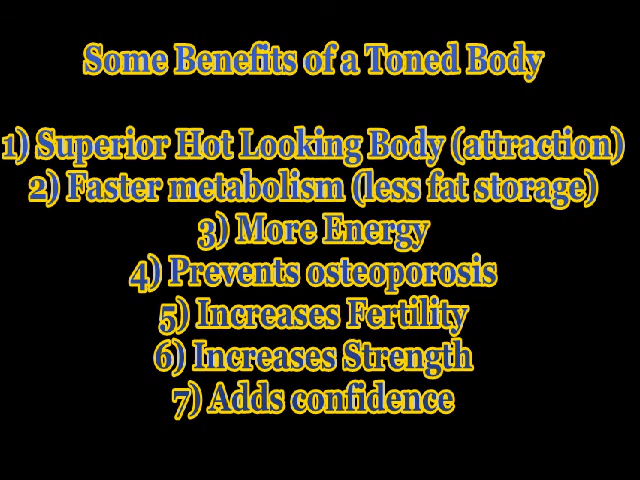 Some Benefits of a Toned Body
1) Superior Hot Looking Body (attraction)
2) Faster metabolism (less fat storage)
3) More Energy
4) Prevents osteoporosis
5) Increases Fertility
6) Increases Strength
7) Adds confidence